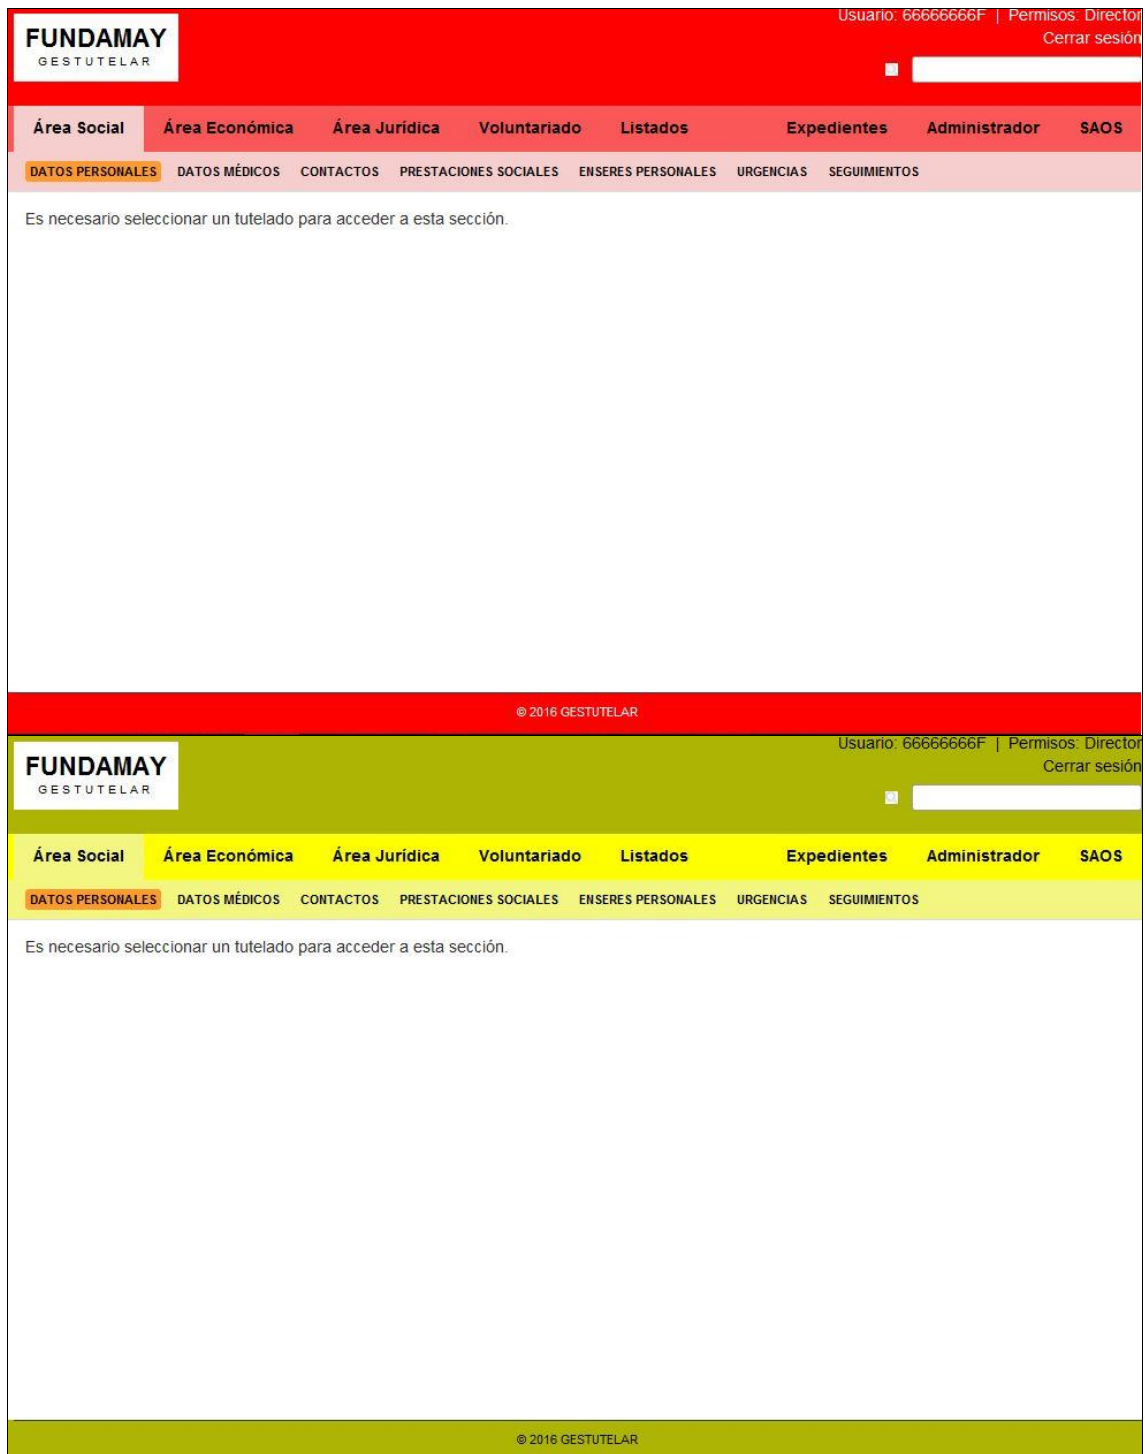 Usuario: 66666666F | Permisos: Director
FUNDAMAY
GESTUTELAR
Cerrar sesión
Área Social Área Económica Área Jurídica Voluntariado Listados Expedientes Administrador SAOS
DATOS PERSONALES DATOS MÉDICOS CONTACTOS PRESTACIONES SOCIALES ENSERES PERSONALES URGENCIAS SEGUIMIENTOS
Es necesario seleccionar un tutelado para acceder a esta sección.
© 2016 GESTUTELAR
Usuario: 66666666F | Permisos: Director
FUNDAMAY
GESTUTELAR
Cerrar sesión
Área Social Área Económica Área Jurídica Voluntariado Listados Expedientes Administrador SAOS
DATOS PERSONALES DATOS MÉDICOS CONTACTOS PRESTACIONES SOCIALES ENSERES PERSONALES URGENCIAS SEGUIMIENTOS
Es necesario seleccionar un tutelado para acceder a esta sección.
© 2016 GESTUTELAR